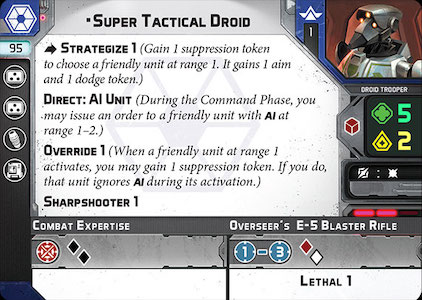 •Super Tactical Droid
1
95
Strategize 1 (Gain 1 suppression token
to choose a friendly unit at range 1. It gains 1 aim
and 1 dodge token.)
Direct: AI Unit (During the Command Phase, you
may issue an order to a friendly unit with AI at
range 1–2.)
Override 1 (When a friendly unit at range 1
activates, you may gain 1 suppression token. If you do,
that unit ignores AI during its activation.)
Sharpshooter 1
Droid Trooper
5
2
Combat Expertise
Overseer's E-5 Blaster Rifle
1 – 3
Lethal 1